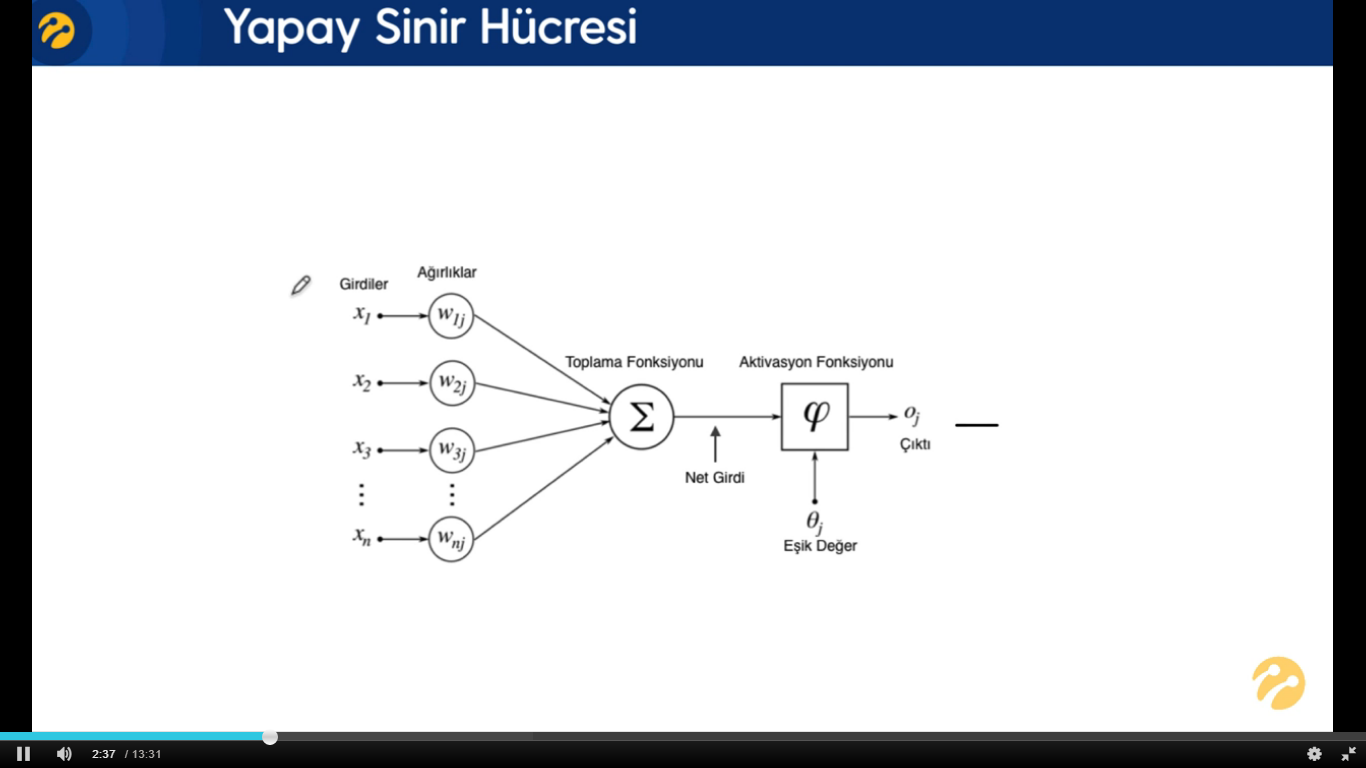 Yapay Sinir Hücresi
Girdiler
Ağırlıklar
x1
w1j
x2
w2j
x3
w3j
⋮
⋮
xn
wnj
Toplama Fonksiyonu
Σ
Net Girdi
Aktivasyon Fonksiyonu
φ
oj
Çıktı
θj
Eşik Değer
2:37 / 13:31